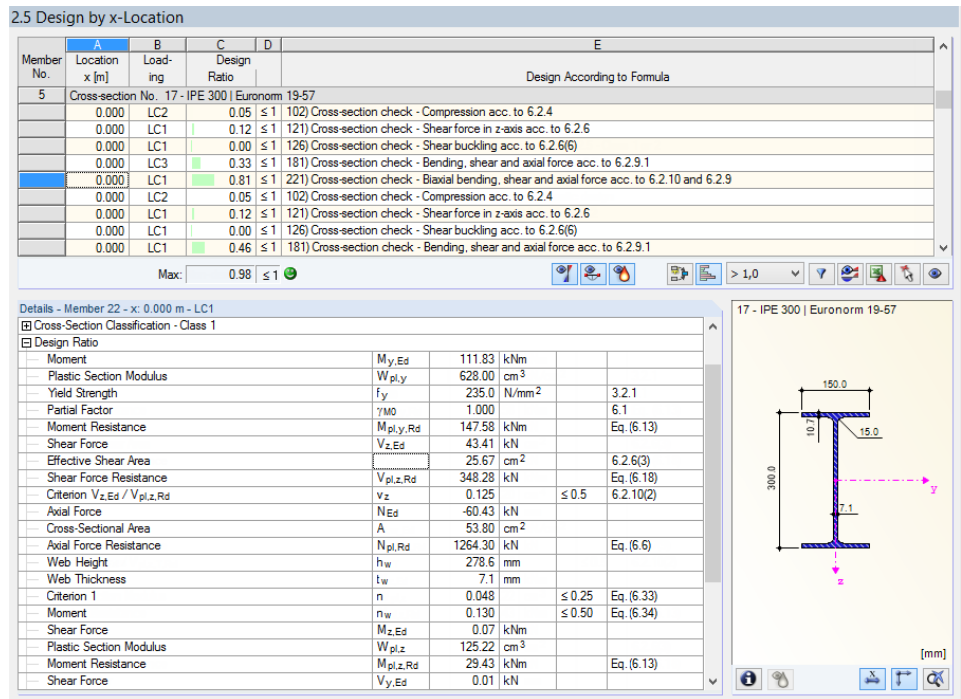 2.5 Design by x-Location
A B C D E
Member Location Load- Design
No. x [m] ing Ratio Design According to Formula
5 Cross-section No. 17 - IPE 300 | Euronorm 19-57
0.000 LC2 0.05 ≤ 1 102) Cross-section check - Compression acc. to 6.2.4
0.000 LC1 0.12 ≤ 1 121) Cross-section check - Shear force in z-axis acc. to 6.2.6
0.000 LC1 0.00 ≤ 1 126) Cross-section check - Shear buckling acc. to 6.2.6(6)
0.000 LC3 0.33 ≤ 1 181) Cross-section check - Bending, shear and axial force acc. to 6.2.9.1
0.000 LC1 0.81 ≤ 1 221) Cross-section check - Biaxial bending, shear and axial force acc. to 6.2.10 and 6.2.9
0.000 LC2 0.05 ≤ 1 102) Cross-section check - Compression acc. to 6.2.4
0.000 LC1 0.12 ≤ 1 121) Cross-section check - Shear force in z-axis acc. to 6.2.6
0.000 LC1 0.00 ≤ 1 126) Cross-section check - Shear buckling acc. to 6.2.6(6)
0.000 LC1 0.46 ≤ 1 181) Cross-section check - Bending, shear and axial force acc. to 6.2.9.1
Max: 0.98 ≤ 1 > 1,0
Details - Member 22 - x: 0.000 m - LC1
Cross-Section Classification - Class 1
Design Ratio
Moment My,Ed 111.83 kNm
Plastic Section Modulus Wpl,y 628.00 cm3
Yield Strength fy 235.0 N/mm2 3.2.1
Partial Factor γM0 1.000 6.1
Moment Resistance Mpl,y,Rd 147.58 kNm Eq.(6.13)
Shear Force Vz,Ed 43.41 kN
Effective Shear Area 25.67 cm2 6.2.6(3)
Shear Force Resistance Vpl,z,Rd 348.28 kN Eq.(6.18)
Criterion Vz,Ed / Vpl,z,Rd vz 0.125 ≤ 0.5 6.2.10(2)
Axial Force NEd -60.43 kN
Cross-Sectional Area A 53.80 cm2
Axial Force Resistance Npl,Rd 1264.30 kN Eq.(6.6)
Web Height hw 278.6 mm
Web Thickness tw 7.1 mm
Criterion 1 n 0.048 ≤ 0.25 Eq.(6.33)
Moment nw 0.130 ≤ 0.50 Eq.(6.34)
Shear Force Mz,Ed 0.07 kNm
Plastic Section Modulus Wpl,z 125.22 cm3
Moment Resistance Mpl,z,Rd 29.43 kNm Eq.(6.13)
Shear Force Vy,Ed 0.01 kN
17 - IPE 300 | Euronorm 19-57
150.0
10.7
15.0
300.0
y
7.1
z
[mm]